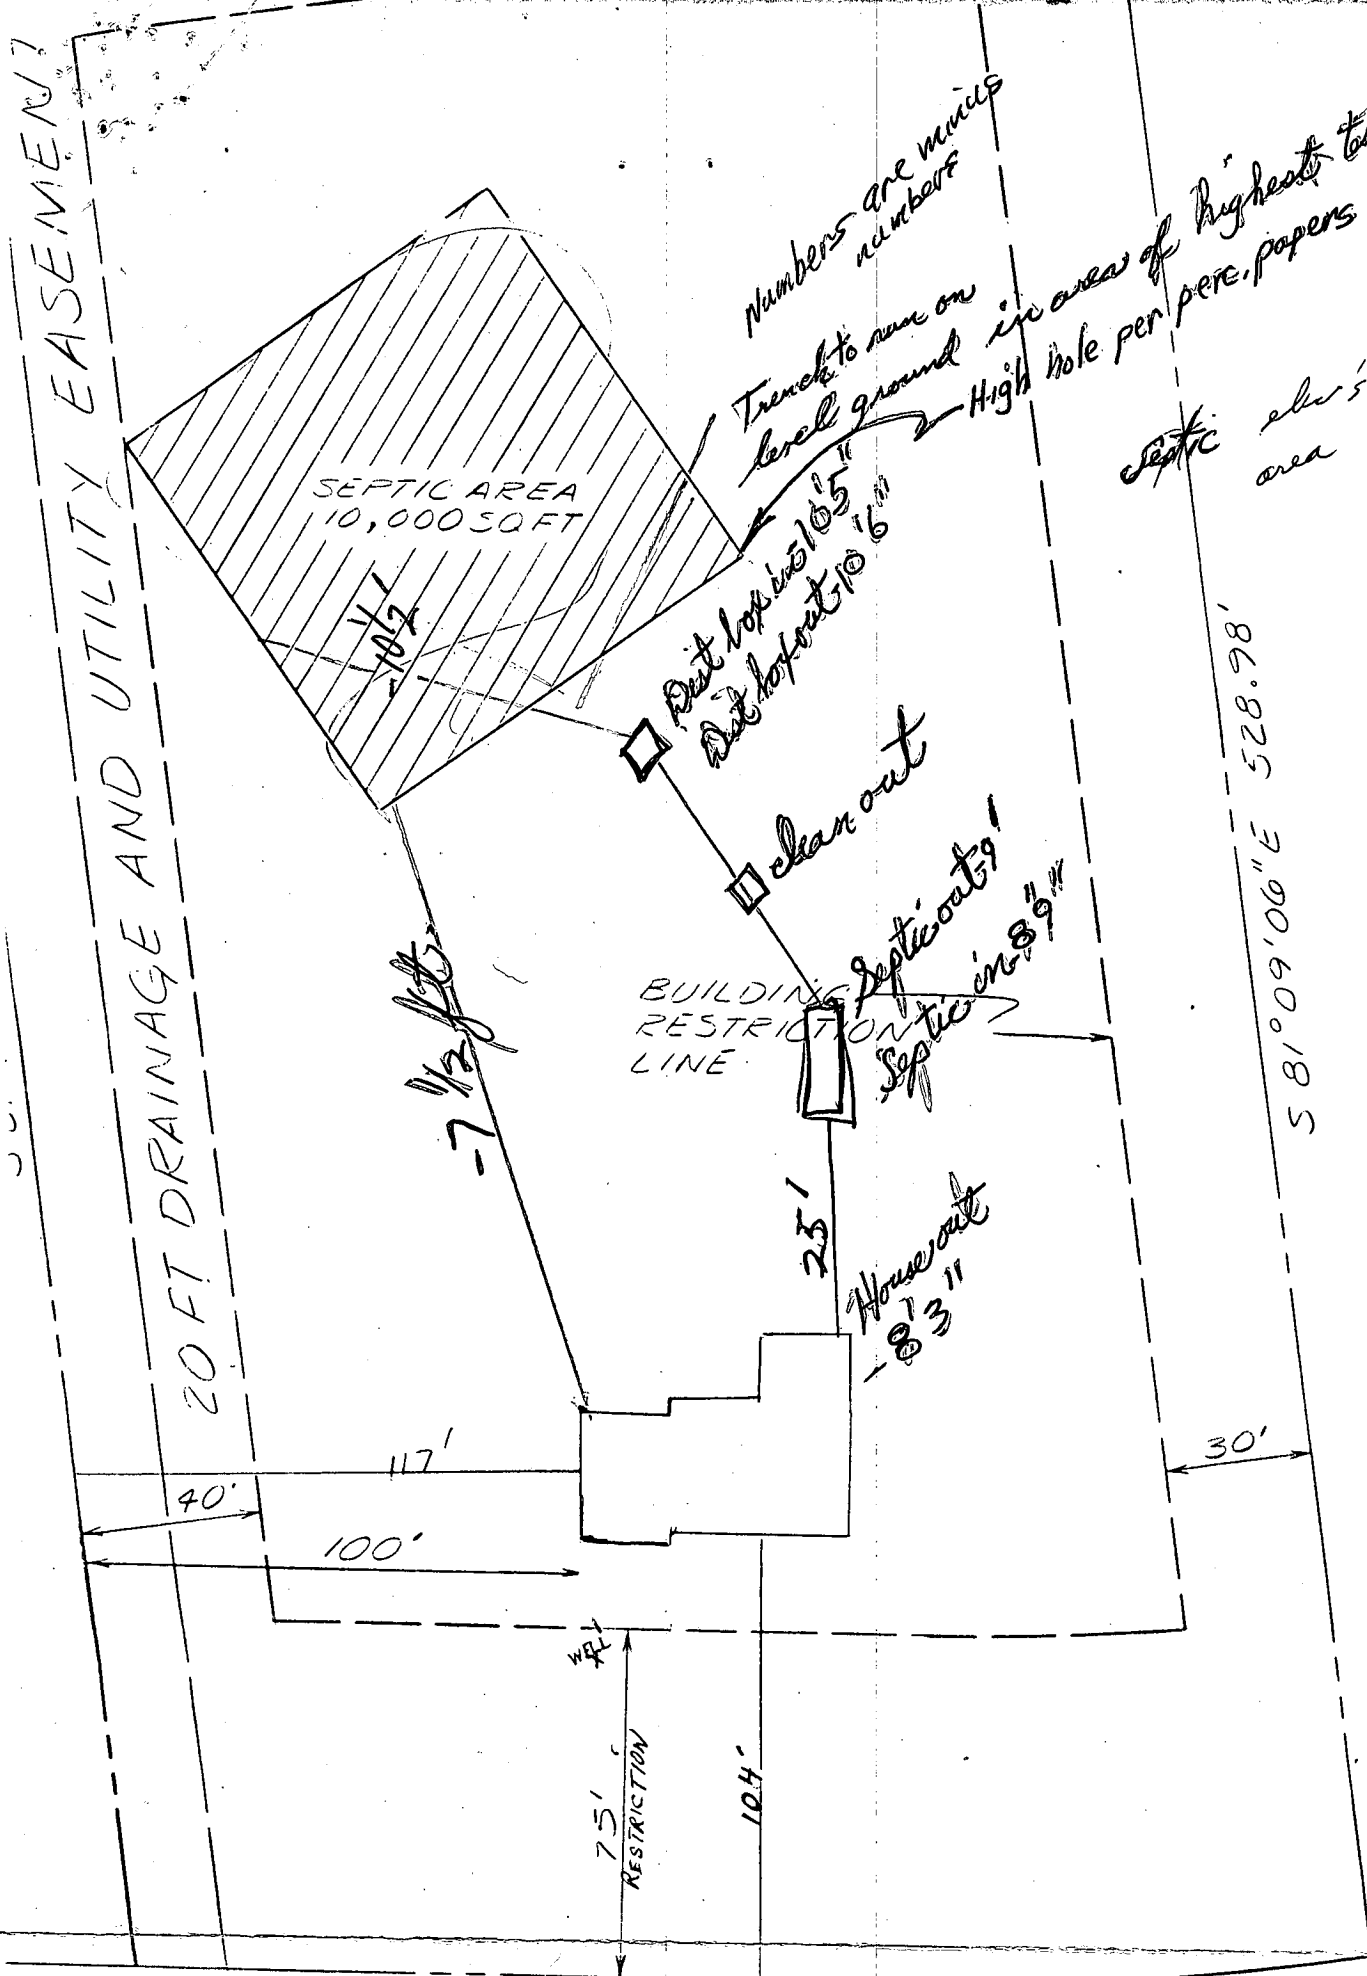 20 FT DRAINAGE AND UTILITY EASEMENT
Numbers are minus
numbers
Trench to run on
level ground in area of highest
High hole per perc. papers
septic elev's
area
SEPTIC AREA
10,000 SQ FT
-10 1/2'
Dist box in 10'5"
Dist box out 10'6"
clean out
Septic out 9'
Septic in 8'9"
BUILDING
RESTRICTION
LINE
-7 1/2 ft
S 81°09'06"E 528.98'
25'
House out
-8'3"
117'
40'
100'
30'
WELL
75'
RESTRICTION
104'